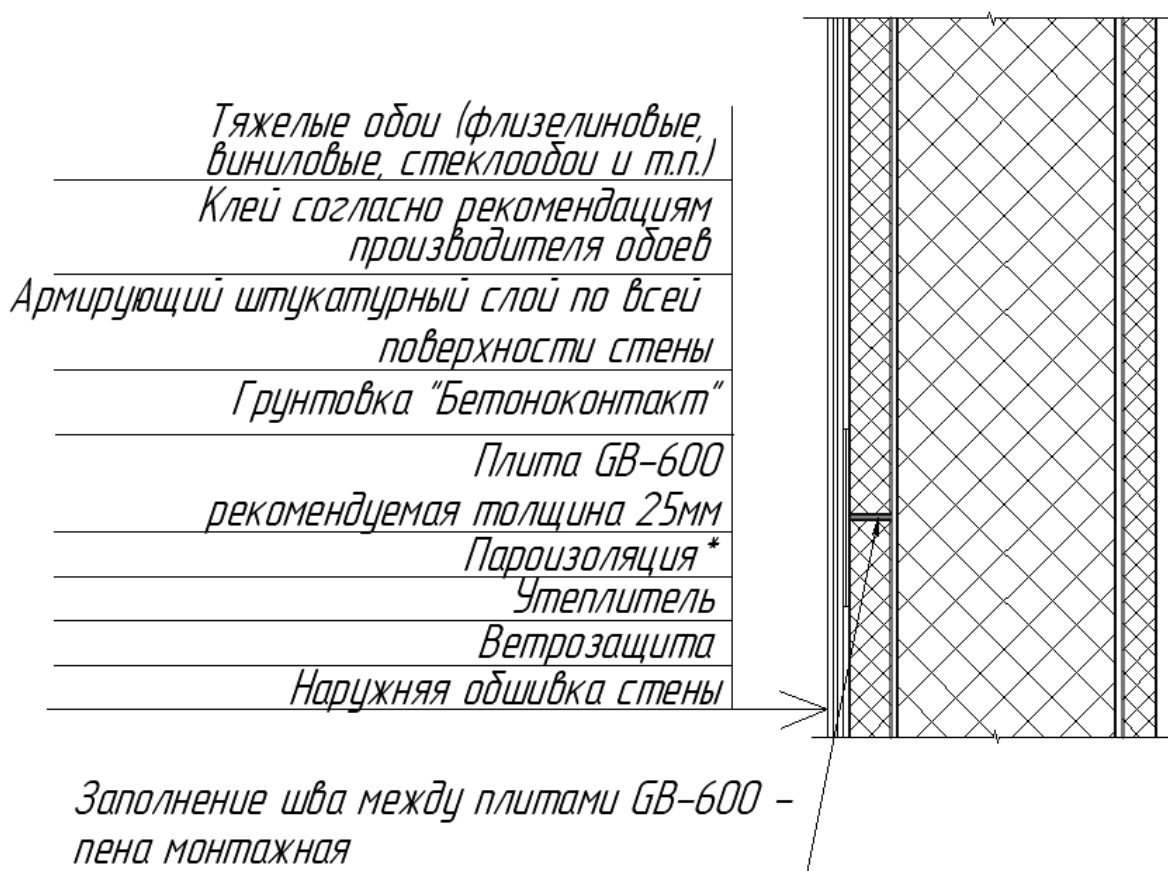 Тяжелые обои (флизелиновые,
виниловые, стеклообои и т.п.)
Клей согласно рекомендациям
производителя обоев
Армирующий штукатурный слой по всей
поверхности стены
Грунтовка "Бетоноконтакт"
Плита GB-600
рекомендуемая толщина 25мм
Пароизоляция*
Утеплитель
Ветрозащита
Наружняя обшивка стены
Заполнение шва между плитами GB-600 -
пена монтажная